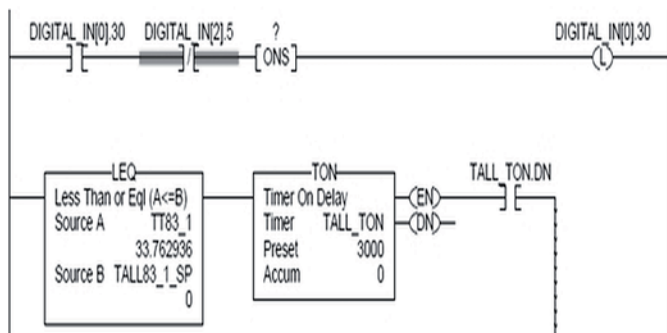 DIGITAL_IN[0].30 DIGITAL_IN[2].5 ? DIGITAL_IN[0].30
ONS L
LEQ
Less Than or Eql (A<=B)
Source A TT83_1
33.762936
Source B TALL83_1_SP
0
TON
Timer On Delay
Timer TALL_TON
Preset 3000
Accum 0
EN
DN
TALL_TON.DN